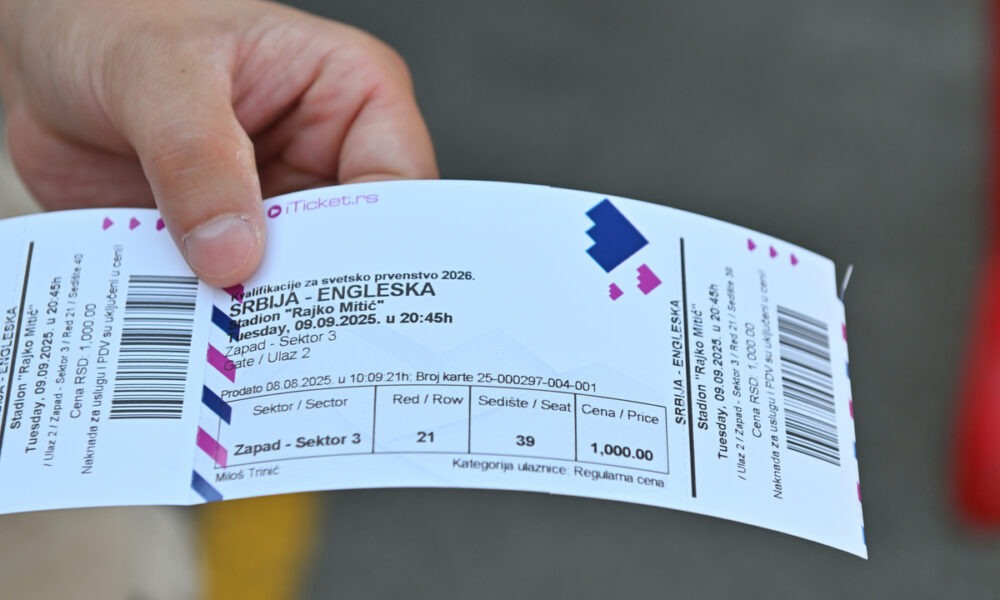 - ENGLESKA
Stadion "Rajko Mitić"
Tuesday, 09.09.2025. u 20:45h
/ Ulaz 2 / Zapad - Sektor 3 / Red 21 / Sedište 40
Cena RSD: 1,000.00
Naknada za uslugu i PDV su uključeni u cenu!
iTicket.rs
Kvalifikacije za svetsko prvenstvo 2026.
SRBIJA - ENGLESKA
Stadion "Rajko Mitić"
Tuesday, 09.09.2025. u 20:45h
Zapad - Sektor 3
Gate / Ulaz 2
Prodato 08.08.2025. u 10:09:21h; Broj karte 25-000297-004-001
Sektor / Sector Red / Row Sedište / Seat Cena / Price
Zapad - Sektor 3 21 39 1,000.00
Miloš Trinić Kategorija ulaznice: Regularna cena
SRBIJA - ENGLESKA
Stadion "Rajko Mitić"
Tuesday, 09.09.2025. u 20:45h
/ Ulaz 2 / Zapad - Sektor 3 / Red 21 / Sedište 39
Cena RSD: 1,000.00
Naknada za uslugu i PDV su uključeni u cenu!